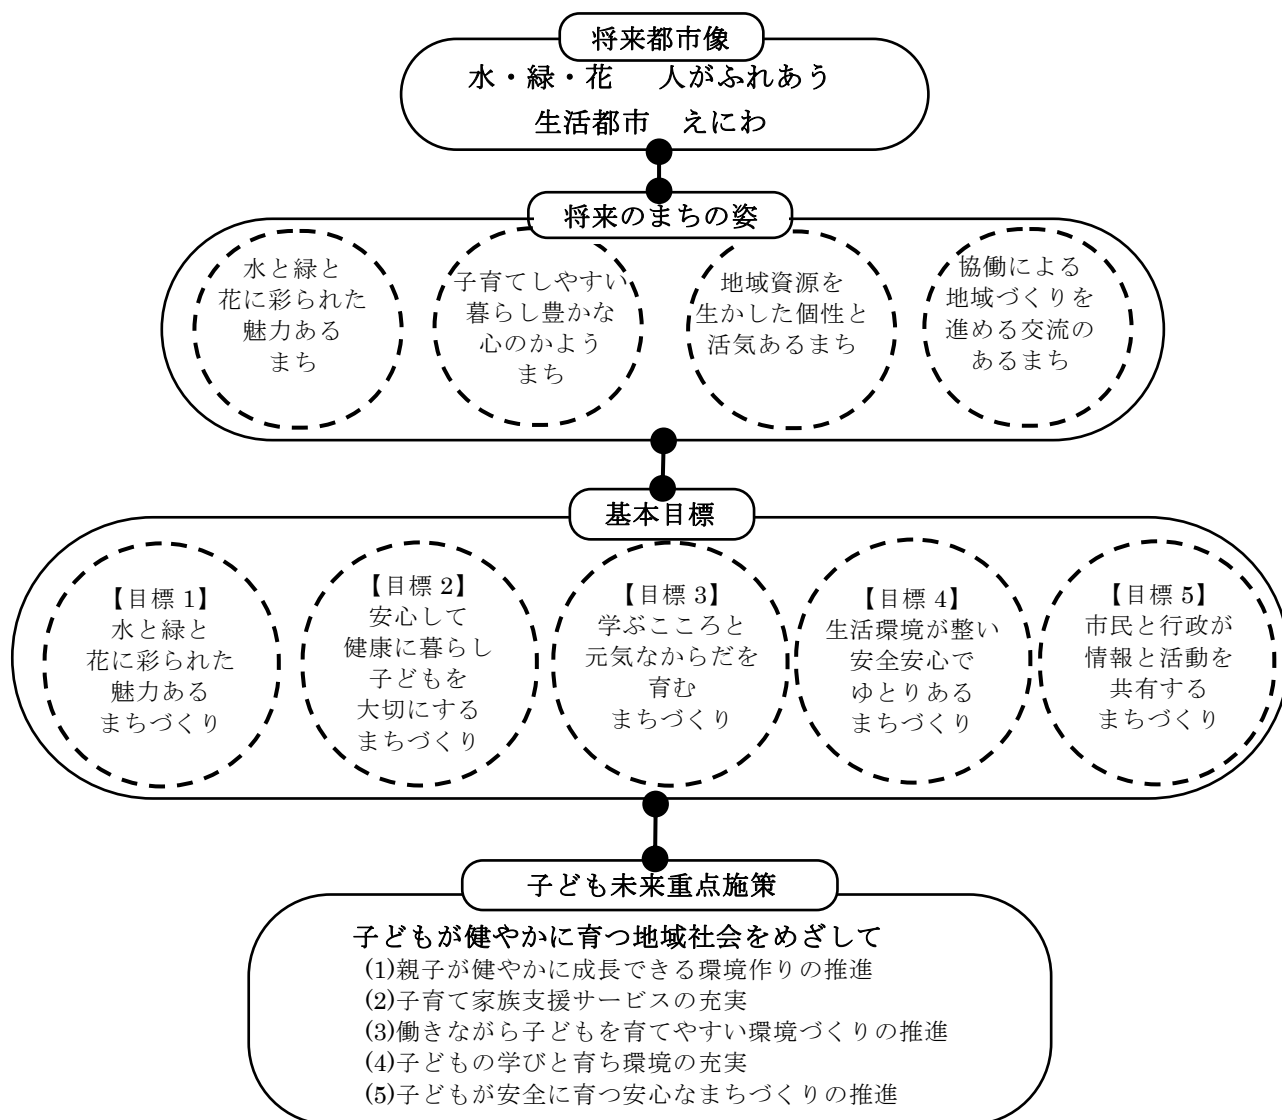 将来都市像
水・緑・花　人がふれあう
生活都市　えにわ
将来のまちの姿
水と緑と
花に彩られた
魅力ある
まち
子育てしやすい
暮らし豊かな
心のかよう
まち
地域資源を
生かした個性と
活気あるまち
協働による
地域づくりを
進める交流の
あるまち
基本目標
【目標 1】
水と緑と
花に彩られた
魅力ある
まちづくり
【目標 2】
安心して
健康に暮らし
子どもを
大切にする
まちづくり
【目標 3】
学ぶこころと
元気なからだを
育む
まちづくり
【目標 4】
生活環境が整い
安全安心で
ゆとりある
まちづくり
【目標 5】
市民と行政が
情報と活動を
共有する
まちづくり
子ども未来重点施策
子どもが健やかに育つ地域社会をめざして
(1)親子が健やかに成長できる環境作りの推進
(2)子育て家族支援サービスの充実
(3)働きながら子どもを育てやすい環境づくりの推進
(4)子どもの学びと育ち環境の充実
(5)子どもが安全に育つ安心なまちづくりの推進